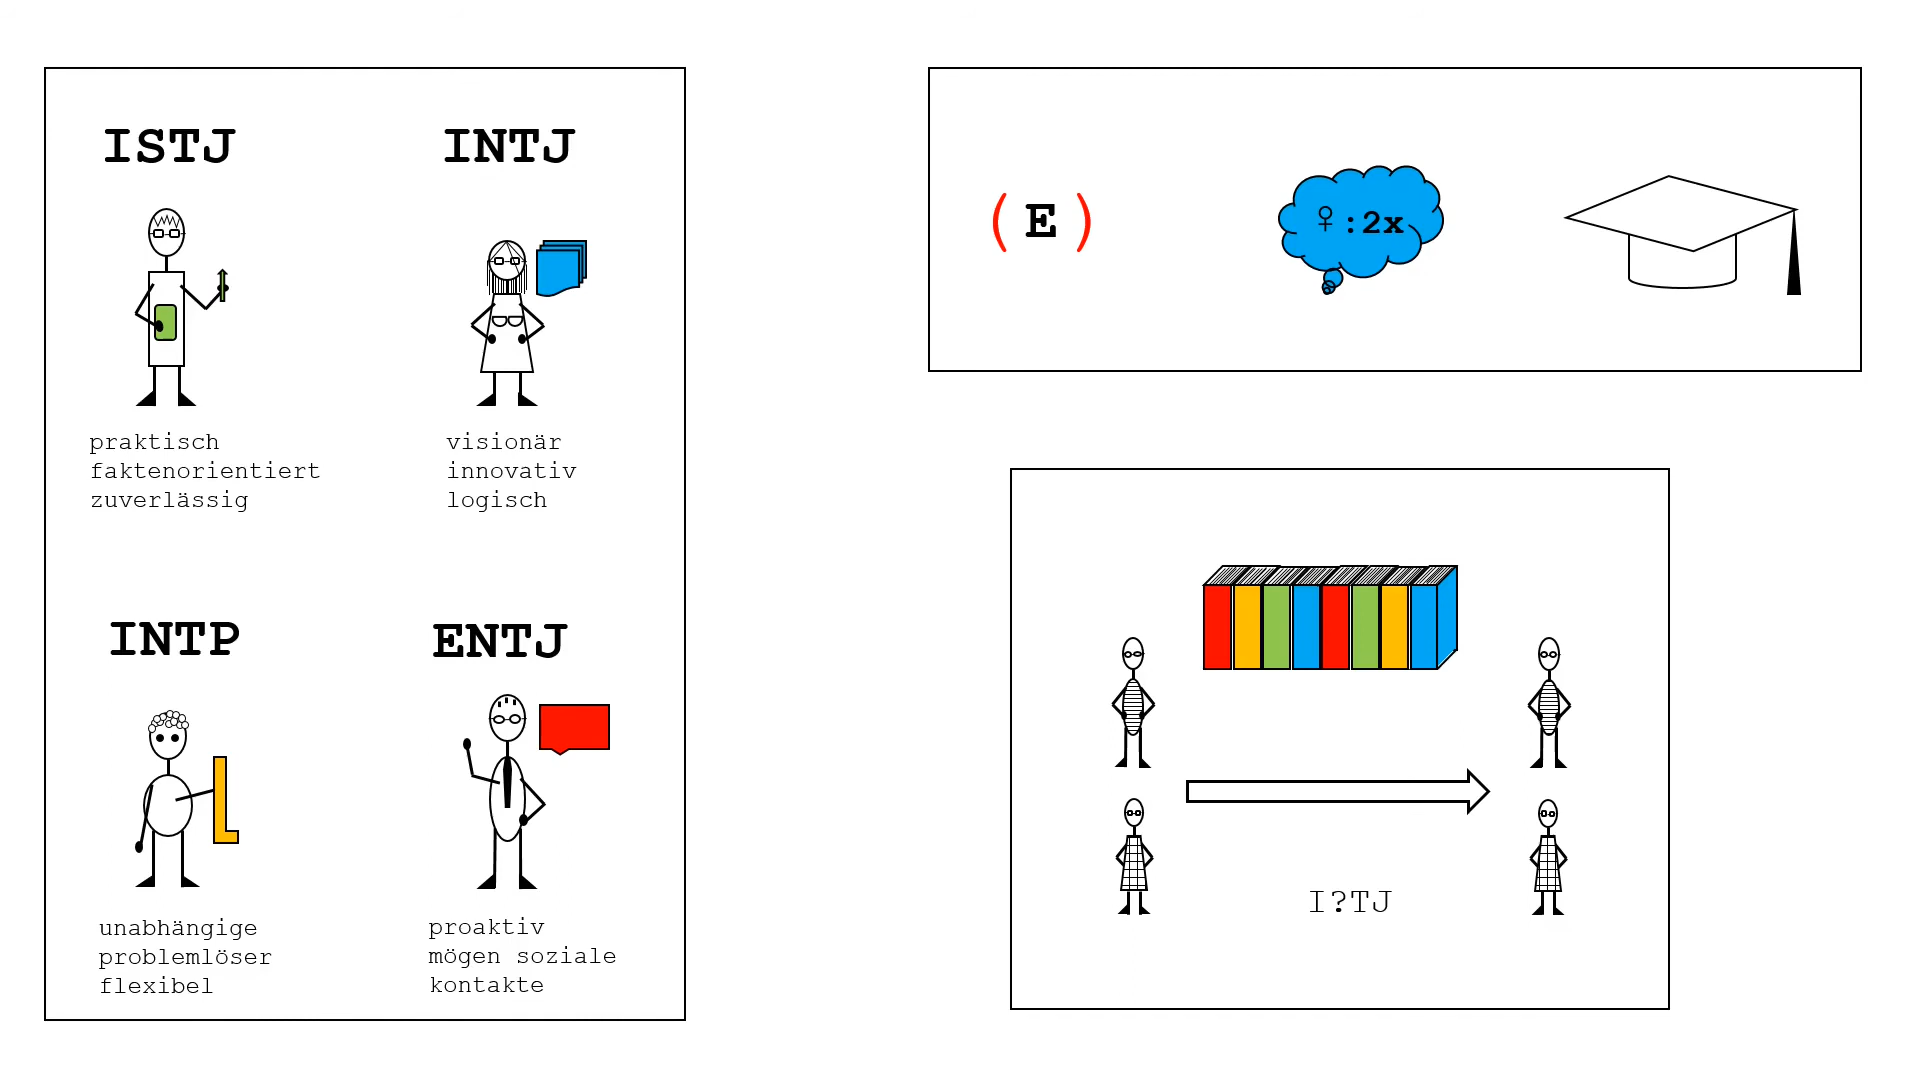 ISTJ
INTJ
praktisch
faktenorientiert
zuverlässig
visionär
innovativ
logisch
INTP
ENTJ
unabhängige
problemlöser
flexibel
proaktiv
mögen soziale
kontakte
(E)
♀:2x
I?TJ